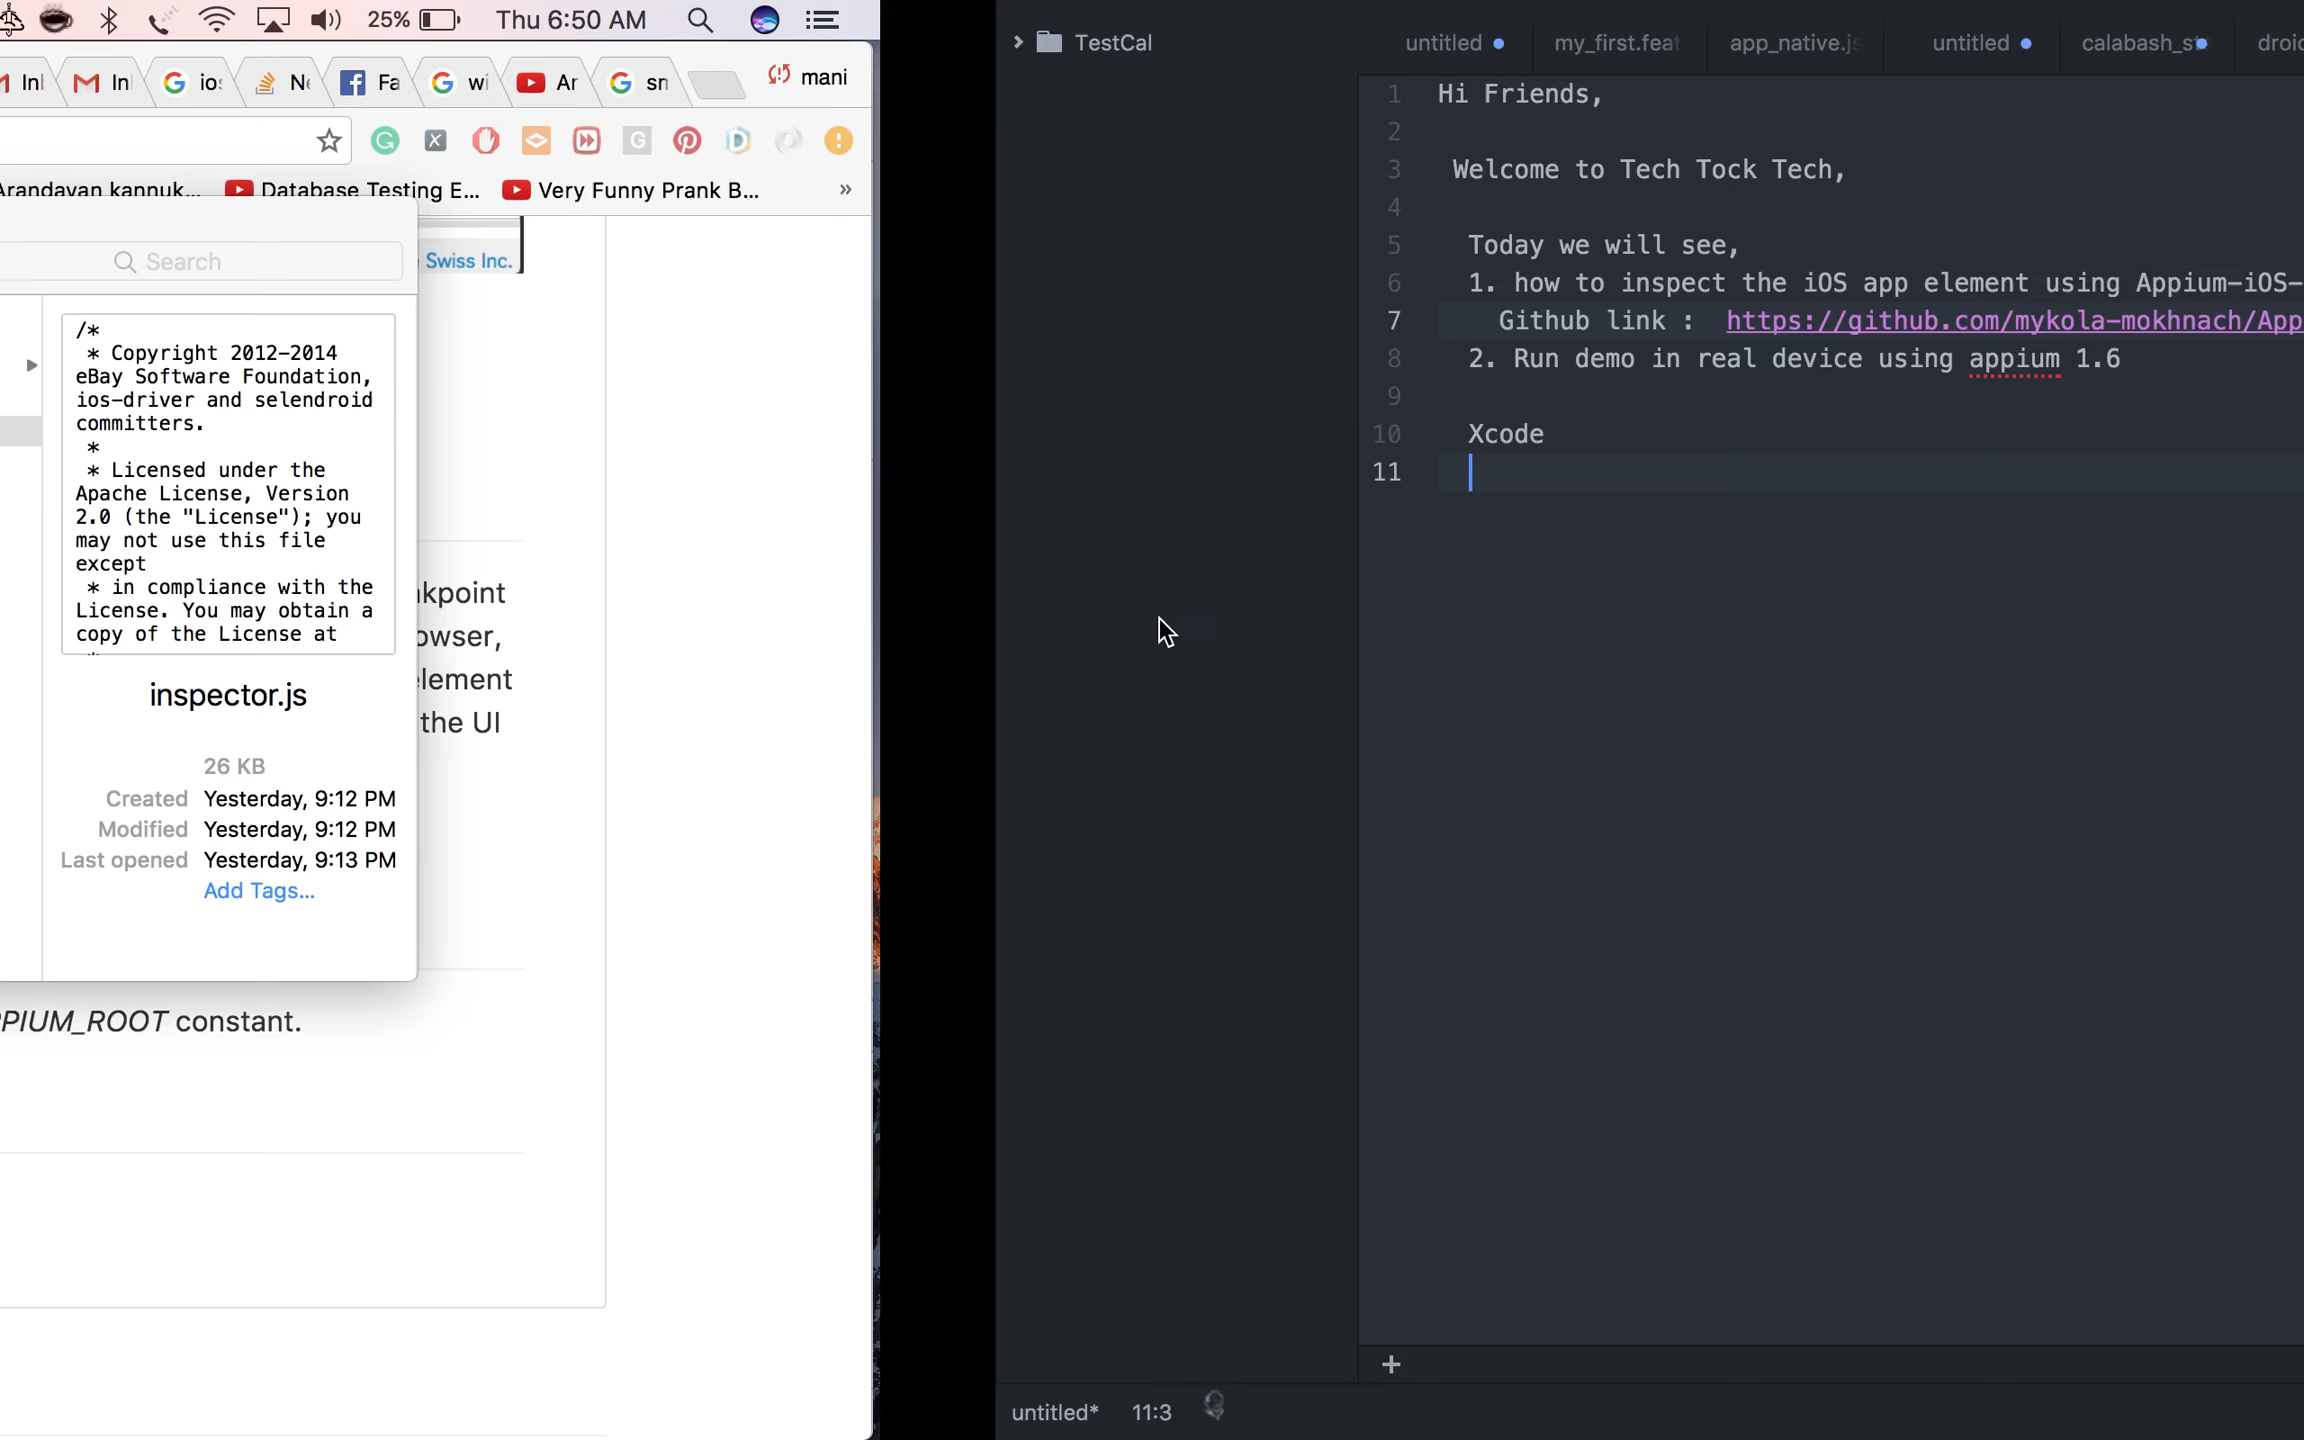 25%
Thu 6:50 AM
In
In
ios
Ne
Fa
wi
Ar
sn
mani
Arandavan kannuk...
Database Testing E...
Very Funny Prank B...
»
Search
Swiss Inc.
/*
* Copyright 2012-2014
eBay Software Foundation,
ios-driver and selendroid
committers.
*
* Licensed under the
Apache License, Version
2.0 (the "License"); you
may not use this file
except
* in compliance with the
License. You may obtain a
copy of the License at
inspector.js
26 KB
Created Yesterday, 9:12 PM
Modified Yesterday, 9:12 PM
Last opened Yesterday, 9:13 PM
Add Tags...
kpoint
owser,
lement
the UI
PIUM_ROOT constant.
TestCal
untitled
my_first.feat
app_native.js
untitled
calabash_st
droid
1 Hi Friends,
2
3 Welcome to Tech Tock Tech,
4
5 Today we will see,
6 1. how to inspect the iOS app element using Appium-iOS-
7 Github link : https://github.com/mykola-mokhnach/App
8 2. Run demo in real device using appium 1.6
9
10 Xcode
11
+
untitled* 11:3